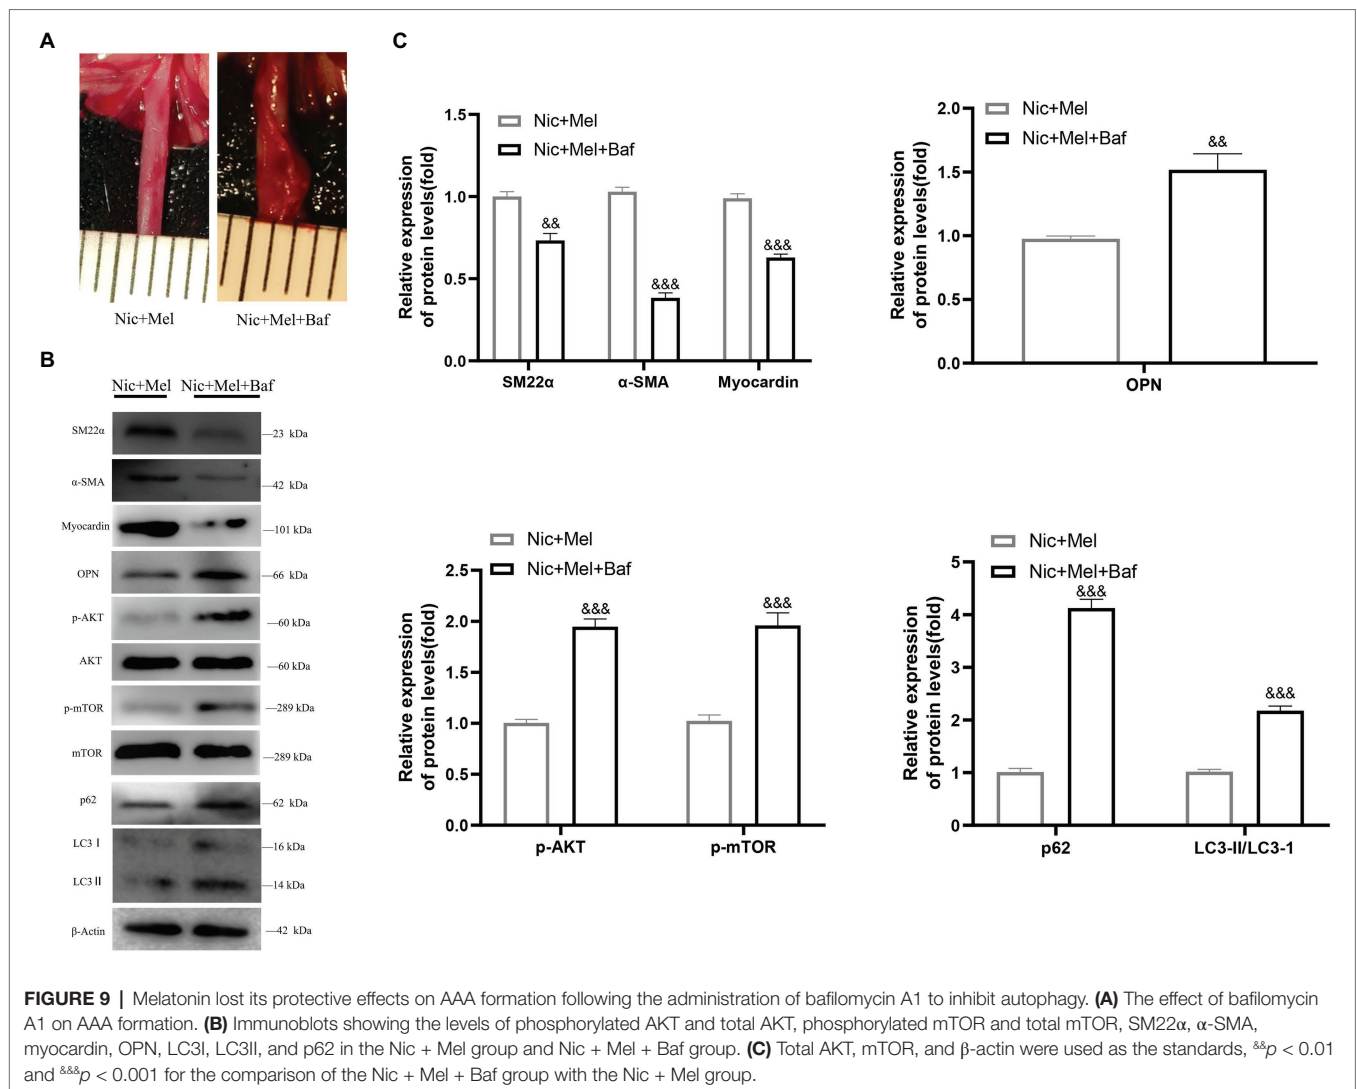 A
Nic+Mel
Nic+Mel+Baf
B
Nic+Mel Nic+Mel+Baf
SM22α —23 kDa
α-SMA —42 kDa
Myocardin —101 kDa
OPN —66 kDa
p-AKT —60 kDa
AKT —60 kDa
p-mTOR —289 kDa
mTOR —289 kDa
p62 —62 kDa
LC3 Ⅰ —16 kDa
LC3 Ⅱ —14 kDa
β-Actin —42 kDa
C
Relative expression
of protein levels(fold)
1.5
1.0
0.5
0.0
Nic+Mel
Nic+Mel+Baf
&&
&&&
&&&
SM22α α-SMA Myocardin
Relative expression
of protein levels(fold)
2.0
1.5
1.0
0.5
0.0
Nic+Mel
Nic+Mel+Baf
&&
OPN
Relative expression
of protein levels(fold)
2.5
2.0
1.5
1.0
0.5
0.0
Nic+Mel
Nic+Mel+Baf
&&&
&&&
p-AKT p-mTOR
Relative expression
of protein levels(fold)
5
4
3
2
1
0
Nic+Mel
Nic+Mel+Baf
&&&
&&&
p62 LC3-II/LC3-1
FIGURE 9 | Melatonin lost its protective effects on AAA formation following the administration of bafilomycin A1 to inhibit autophagy. (A) The effect of bafilomycin
A1 on AAA formation. (B) Immunoblots showing the levels of phosphorylated AKT and total AKT, phosphorylated mTOR and total mTOR, SM22α, α-SMA,
myocardin, OPN, LC3I, LC3II, and p62 in the Nic + Mel group and Nic + Mel + Baf group. (C) Total AKT, mTOR, and β-actin were used as the standards, &&p < 0.01
and &&&p < 0.001 for the comparison of the Nic + Mel + Baf group with the Nic + Mel group.